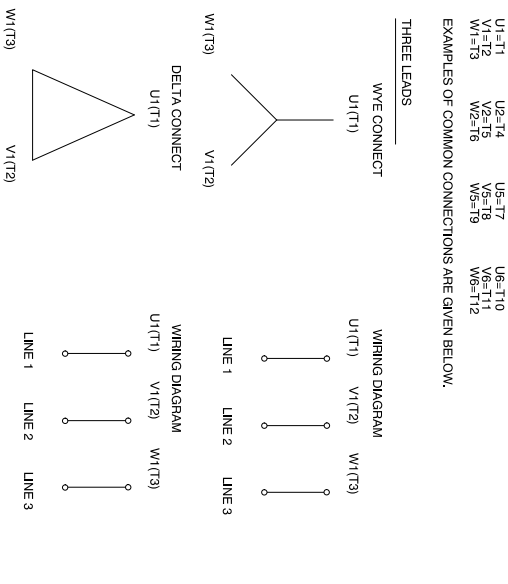 U1=T1 U2=T4 U5=T7 U6=T10
V1=T2 V2=T5 V5=T8 V6=T11
W1=T3 W2=T6 W5=T9 W6=T12
EXAMPLES OF COMMON CONNECTIONS ARE GIVEN BELOW.
THREE LEADS
WYE CONNECT WIRING DIAGRAM
U1(T1) U1(T1) V1(T2) W1(T3)
W1(T3) V1(T2) LINE 1 LINE 2 LINE 3
DELTA CONNECT WIRING DIAGRAM
U1(T1) U1(T1) V1(T2) W1(T3)
W1(T3) V1(T2) LINE 1 LINE 2 LINE 3